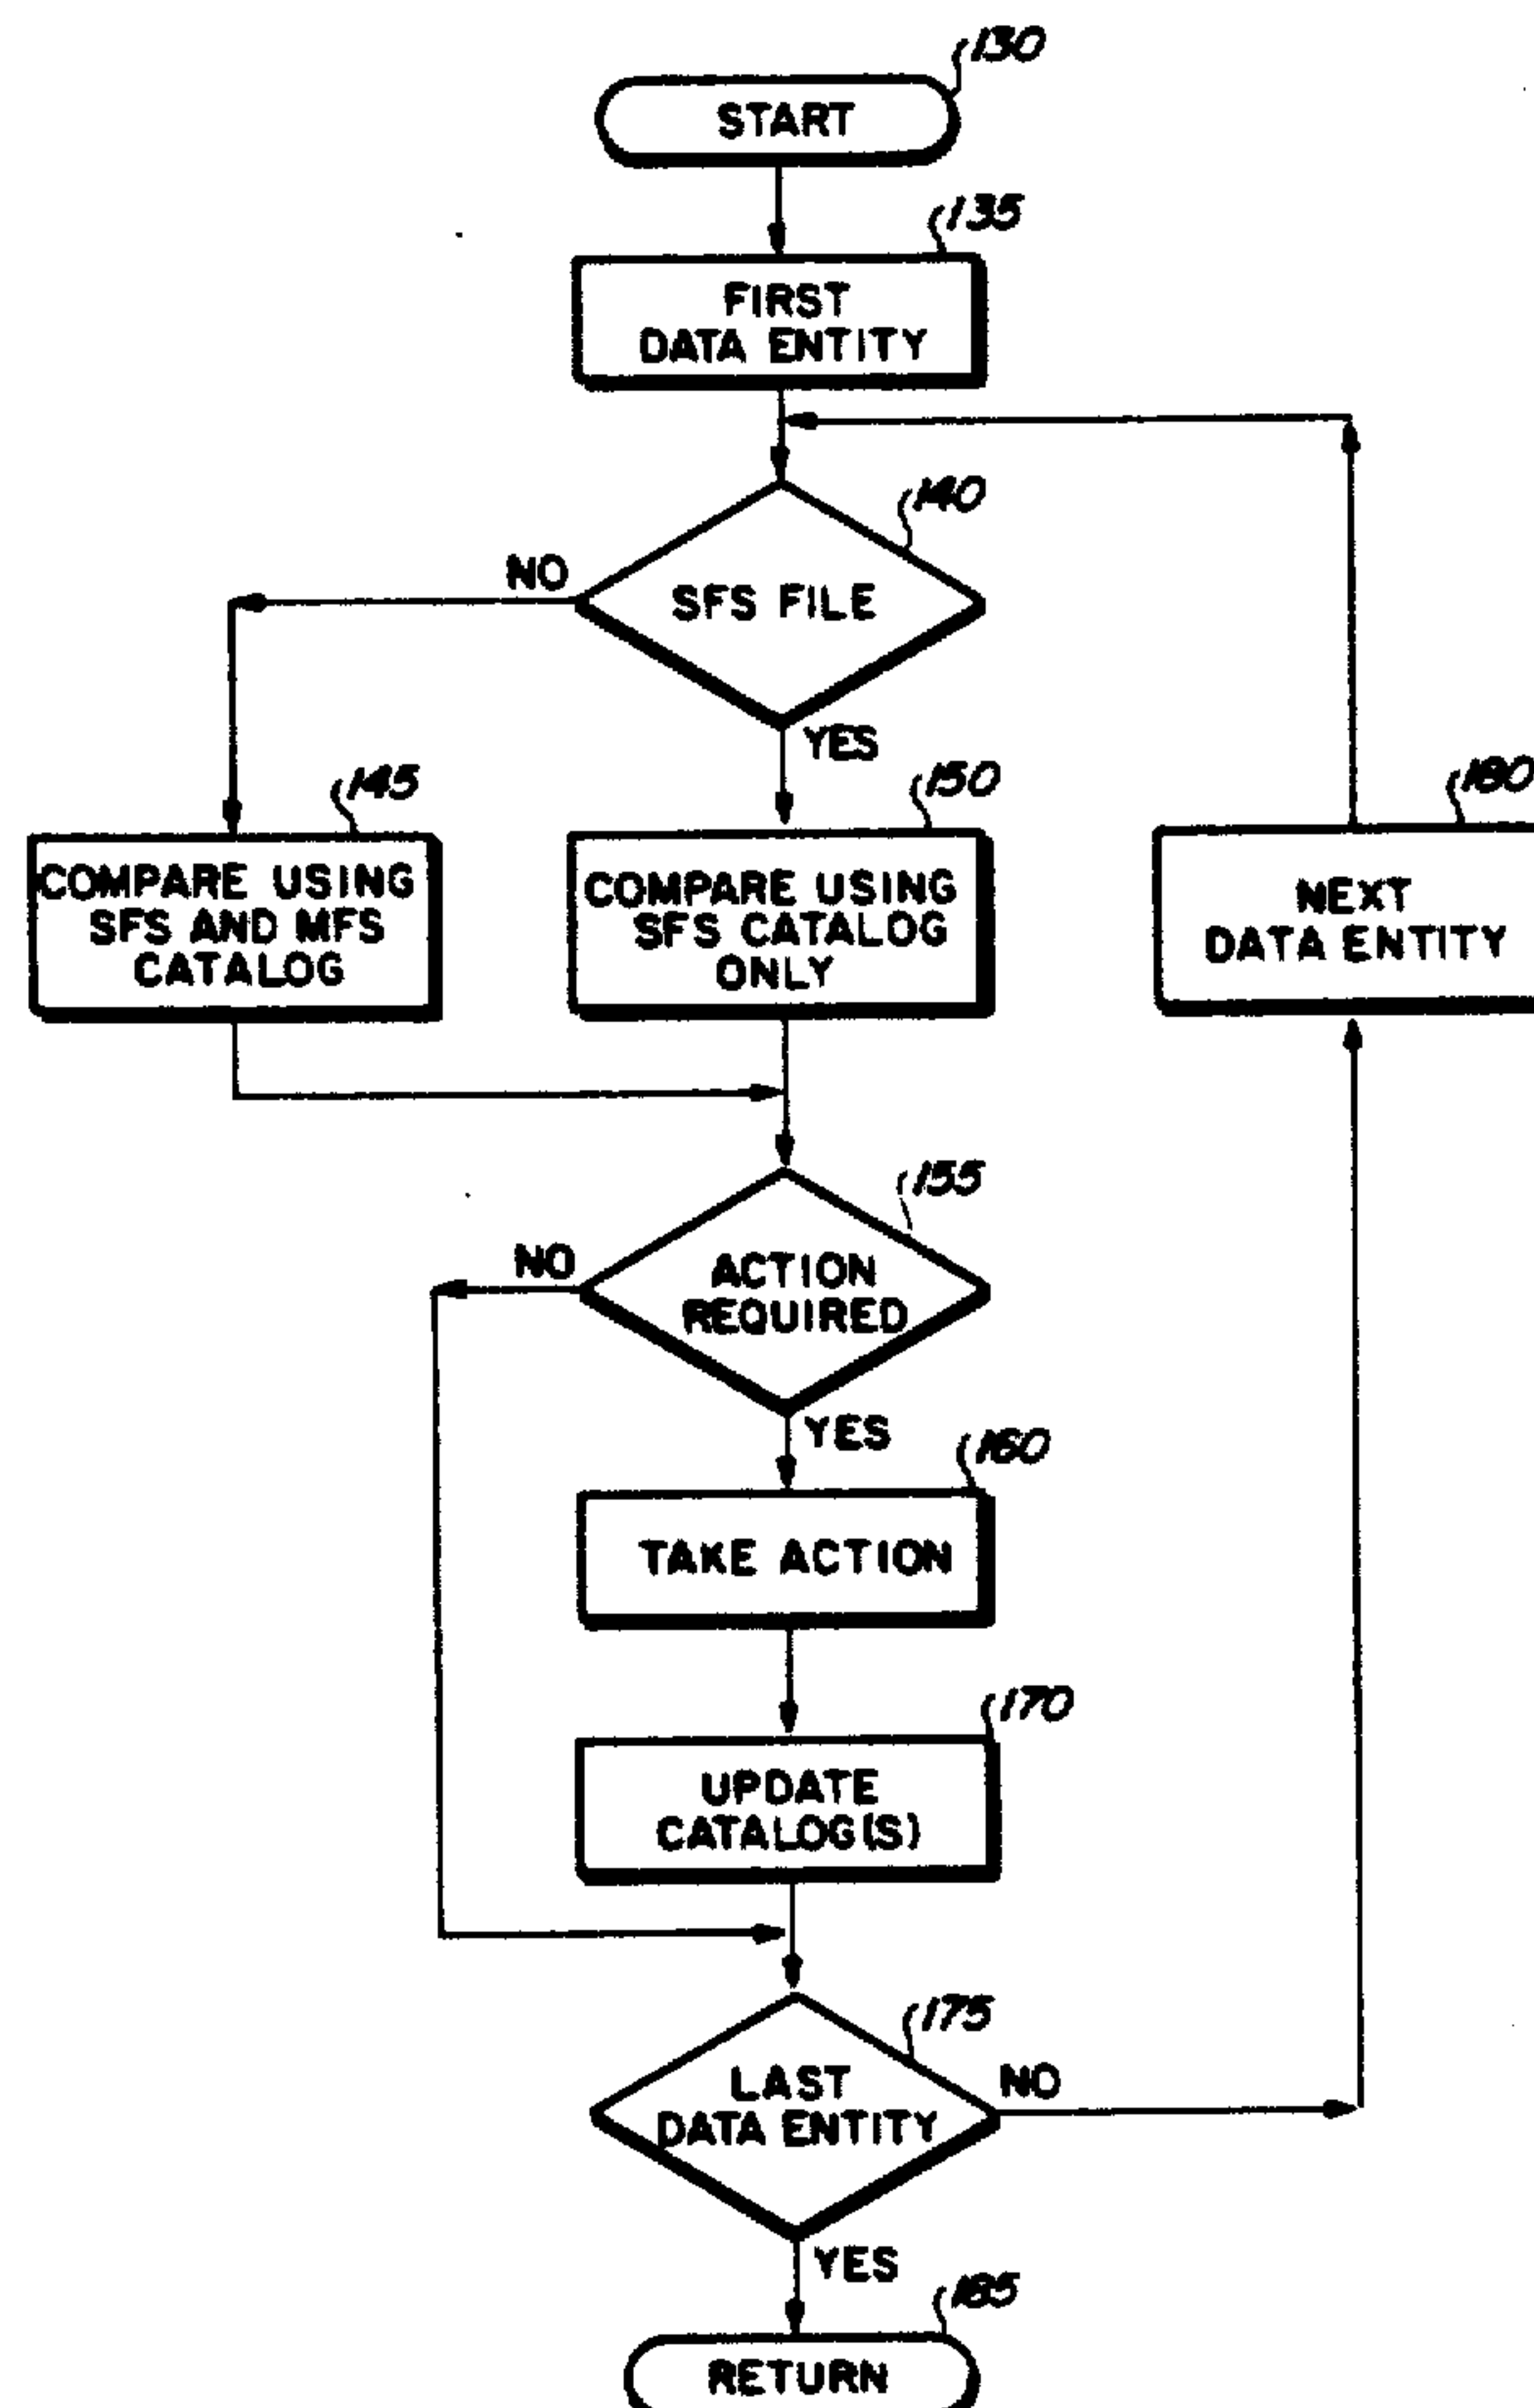 130
START
135
FIRST
DATA ENTITY
140
SFS FILE
NO
YES
145
COMPARE USING
SFS AND MFS
CATALOG
150
COMPARE USING
SFS CATALOG
ONLY
180
NEXT
DATA ENTITY
155
ACTION
REQUIRED
NO
YES
160
TAKE ACTION
170
UPDATE
CATALOG(S)
175
LAST
DATA ENTITY
NO
YES
185
RETURN